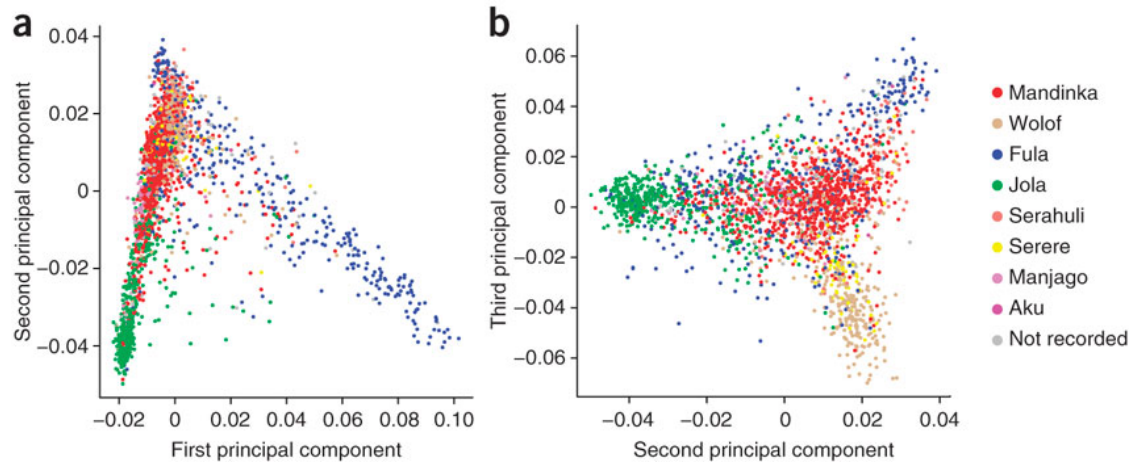 a
Second principal component
0.04
0.02
0
−0.02
−0.04
−0.02 0 0.02 0.04 0.06 0.08 0.10
First principal component
b
Third principal component
0.06
0.04
0.02
0
−0.02
−0.04
−0.06
−0.04 −0.02 0 0.02 0.04
Second principal component
Mandinka
Wolof
Fula
Jola
Serahuli
Serere
Manjago
Aku
Not recorded